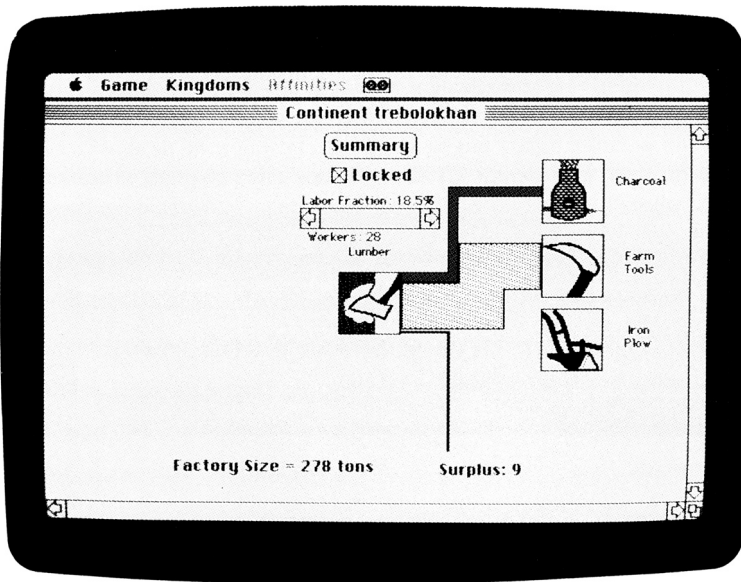 Game Kingdoms Affinities
Continent trebolokhan
Summary
Locked
Labor Fraction: 18.5%
Workers: 28
Lumber
Charcoal
Farm
Tools
Iron
Plow
Factory Size = 278 tons
Surplus: 9